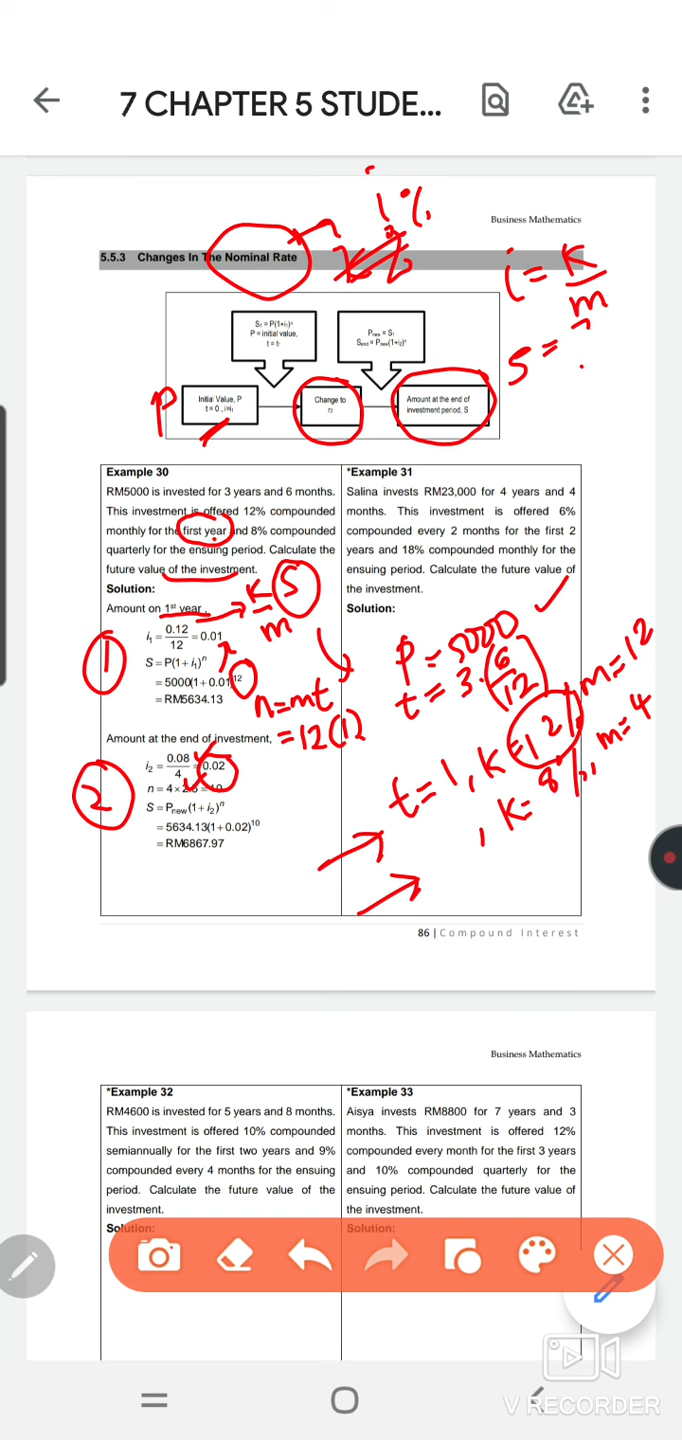 7 CHAPTER 5 STUDE...
Business Mathematics
1%
5.5.3 Changes In The Nominal Rate
i = K
m
S = ?
S₁ = P(1+i₁)ⁿ
P = initial value,
t = t₁
Pnew = S₁
Send = Pnew(1+i₂)ⁿ
P
Initial Value, P
t = 0, i=i₁
Change to
Amount at the end of
investment period, S
Example 30
RM5000 is invested for 3 years and 6 months.
This investment is offered 12% compounded
monthly for the first year and 8% compounded
quarterly for the ensuing period. Calculate the
future value of the investment.
Solution:
Amount on 1st year,
K
m
S
1
i₁ = 0.12/12 = 0.01
S = P(1+i₁)ⁿ
= 5000(1+0.01)¹²
= RM5634.13
n=mt
= 12(1)
Amount at the end of investment,
2
i₂ = 0.08/4 = 0.02
n = 4 × 2.5 = 10
S = Pnew(1+i₂)ⁿ
= 5634.13(1+0.02)¹⁰
= RM6867.97
*Example 31
Salina invests RM23,000 for 4 years and 4
months. This investment is offered 6%
compounded every 2 months for the first 2
years and 18% compounded monthly for the
ensuing period. Calculate the future value of
the investment.
Solution:
P = 5000
t = 3.(6/12)
t=1, K=12%, m=12
, K=8%, m=4
86 | Compound Interest
Business Mathematics
*Example 32
RM4600 is invested for 5 years and 8 months.
This investment is offered 10% compounded
semiannually for the first two years and 9%
compounded every 4 months for the ensuing
period. Calculate the future value of the
investment.
Solution:
*Example 33
Aisya invests RM8800 for 7 years and 3
months. This investment is offered 12%
compounded every month for the first 3 years
and 10% compounded quarterly for the
ensuing period. Calculate the future value of
the investment.
Solution:
V RECORDER